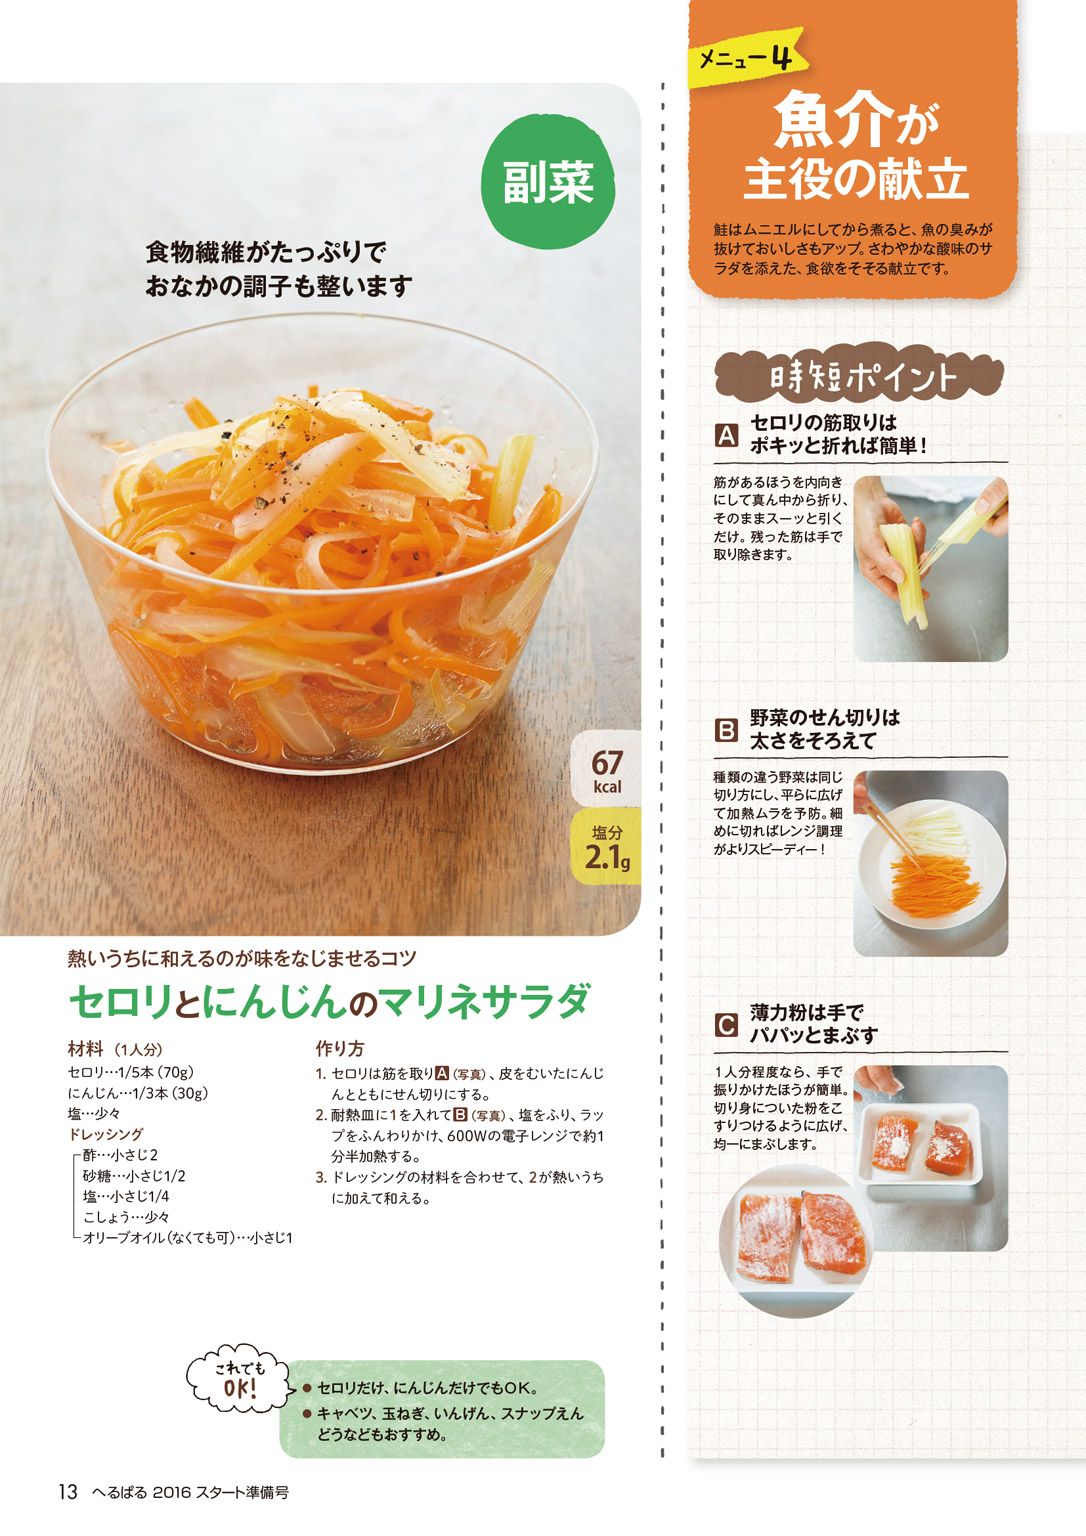 副菜
食物繊維がたっぷりで
おなかの調子も整います
67
kcal
塩分
2.1g
熱いうちに和えるのが味をなじませるコツ
セロリとにんじんのマリネサラダ
材料（1人分）
セロリ…1/5本（70g）
にんじん…1/3本（30g）
塩…少々
ドレッシング
酢…小さじ2
砂糖…小さじ1/2
塩…小さじ1/4
こしょう…少々
オリーブオイル（なくても可）…小さじ1
作り方
1. セロリは筋を取りA（写真）、皮をむいたにんじ
んとともにせん切りにする。
2. 耐熱皿に1を入れてB（写真）、塩をふり、ラッ
プをふんわりかけ、600Wの電子レンジで約1
分半加熱する。
3. ドレッシングの材料を合わせて、2が熱いうち
に加えて和える。
これでも
OK!
● セロリだけ、にんじんだけでもOK。
● キャベツ、玉ねぎ、いんげん、スナップえん
どうなどもおすすめ。
メニュー4
魚介が
主役の献立
鮭はムニエルにしてから煮ると、魚の臭みが
抜けておいしさもアップ。さわやかな酸味のサ
ラダを添えた、食欲をそそる献立です。
時短ポイント
A セロリの筋取りは
ポキッと折れば簡単！
筋があるほうを内向き
にして真ん中から折り、
そのままスーッと引く
だけ。残った筋は手で
取り除きます。
B 野菜のせん切りは
太さをそろえて
種類の違う野菜は同じ
切り方にし、平らに広げ
て加熱ムラを予防。細
めに切ればレンジ調理
がよりスピーディー！
C 薄力粉は手で
パパッとまぶす
1人分程度なら、手で
振りかけたほうが簡単。
切り身についた粉をこ
すりつけるように広げ、
均一にまぶします。
13 へるぱる 2016 スタート準備号